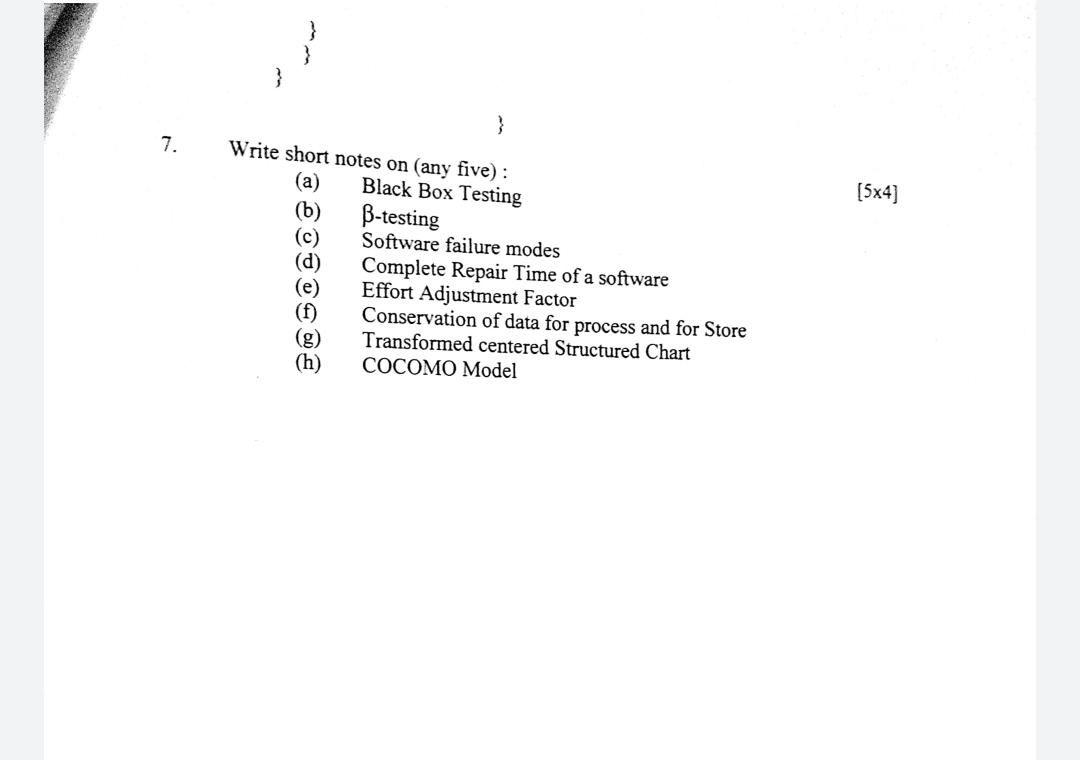 }
}
}
}
7. Write short notes on (any five) : [5x4]
(a) Black Box Testing
(b) β-testing
(c) Software failure modes
(d) Complete Repair Time of a software
(e) Effort Adjustment Factor
(f) Conservation of data for process and for Store
(g) Transformed centered Structured Chart
(h) COCOMO Model